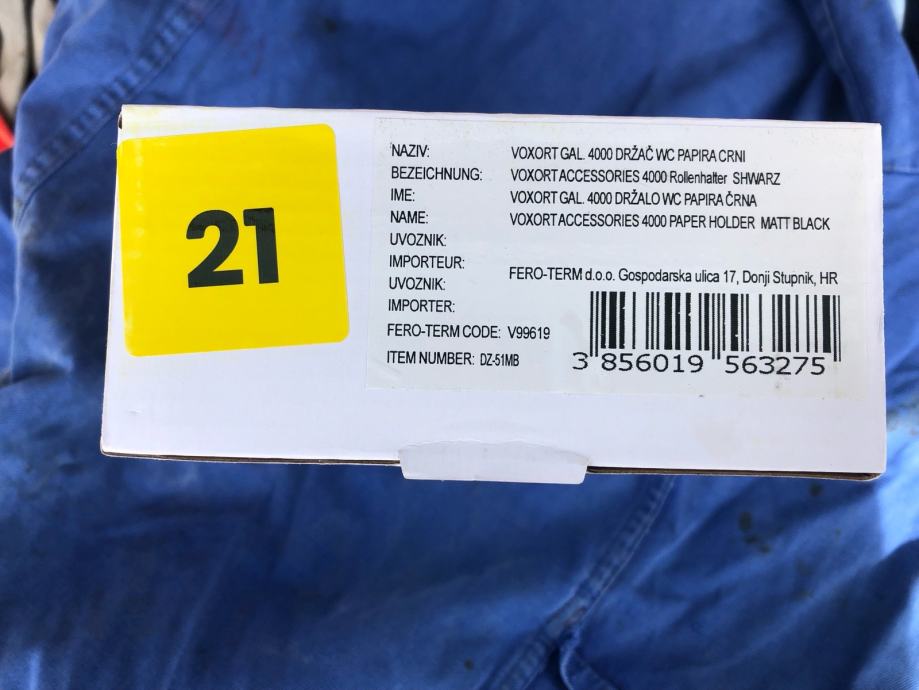 21
NAZIV: VOXORT GAL. 4000 DRŽAČ WC PAPIRA CRNI
BEZEICHNUNG: VOXORT ACCESSORIES 4000 Rollenhalter SHWARZ
IME: VOXORT GAL. 4000 DRŽALO WC PAPIRA ČRNA
NAME: VOXORT ACCESSORIES 4000 PAPER HOLDER MATT BLACK
UVOZNIK:
IMPORTEUR:
UVOZNIK: FERO-TERM d.o.o. Gospodarska ulica 17, Donji Stupnik, HR
IMPORTER:
FERO-TERM CODE: V99619
ITEM NUMBER: DZ-51MB
3 856019 563275